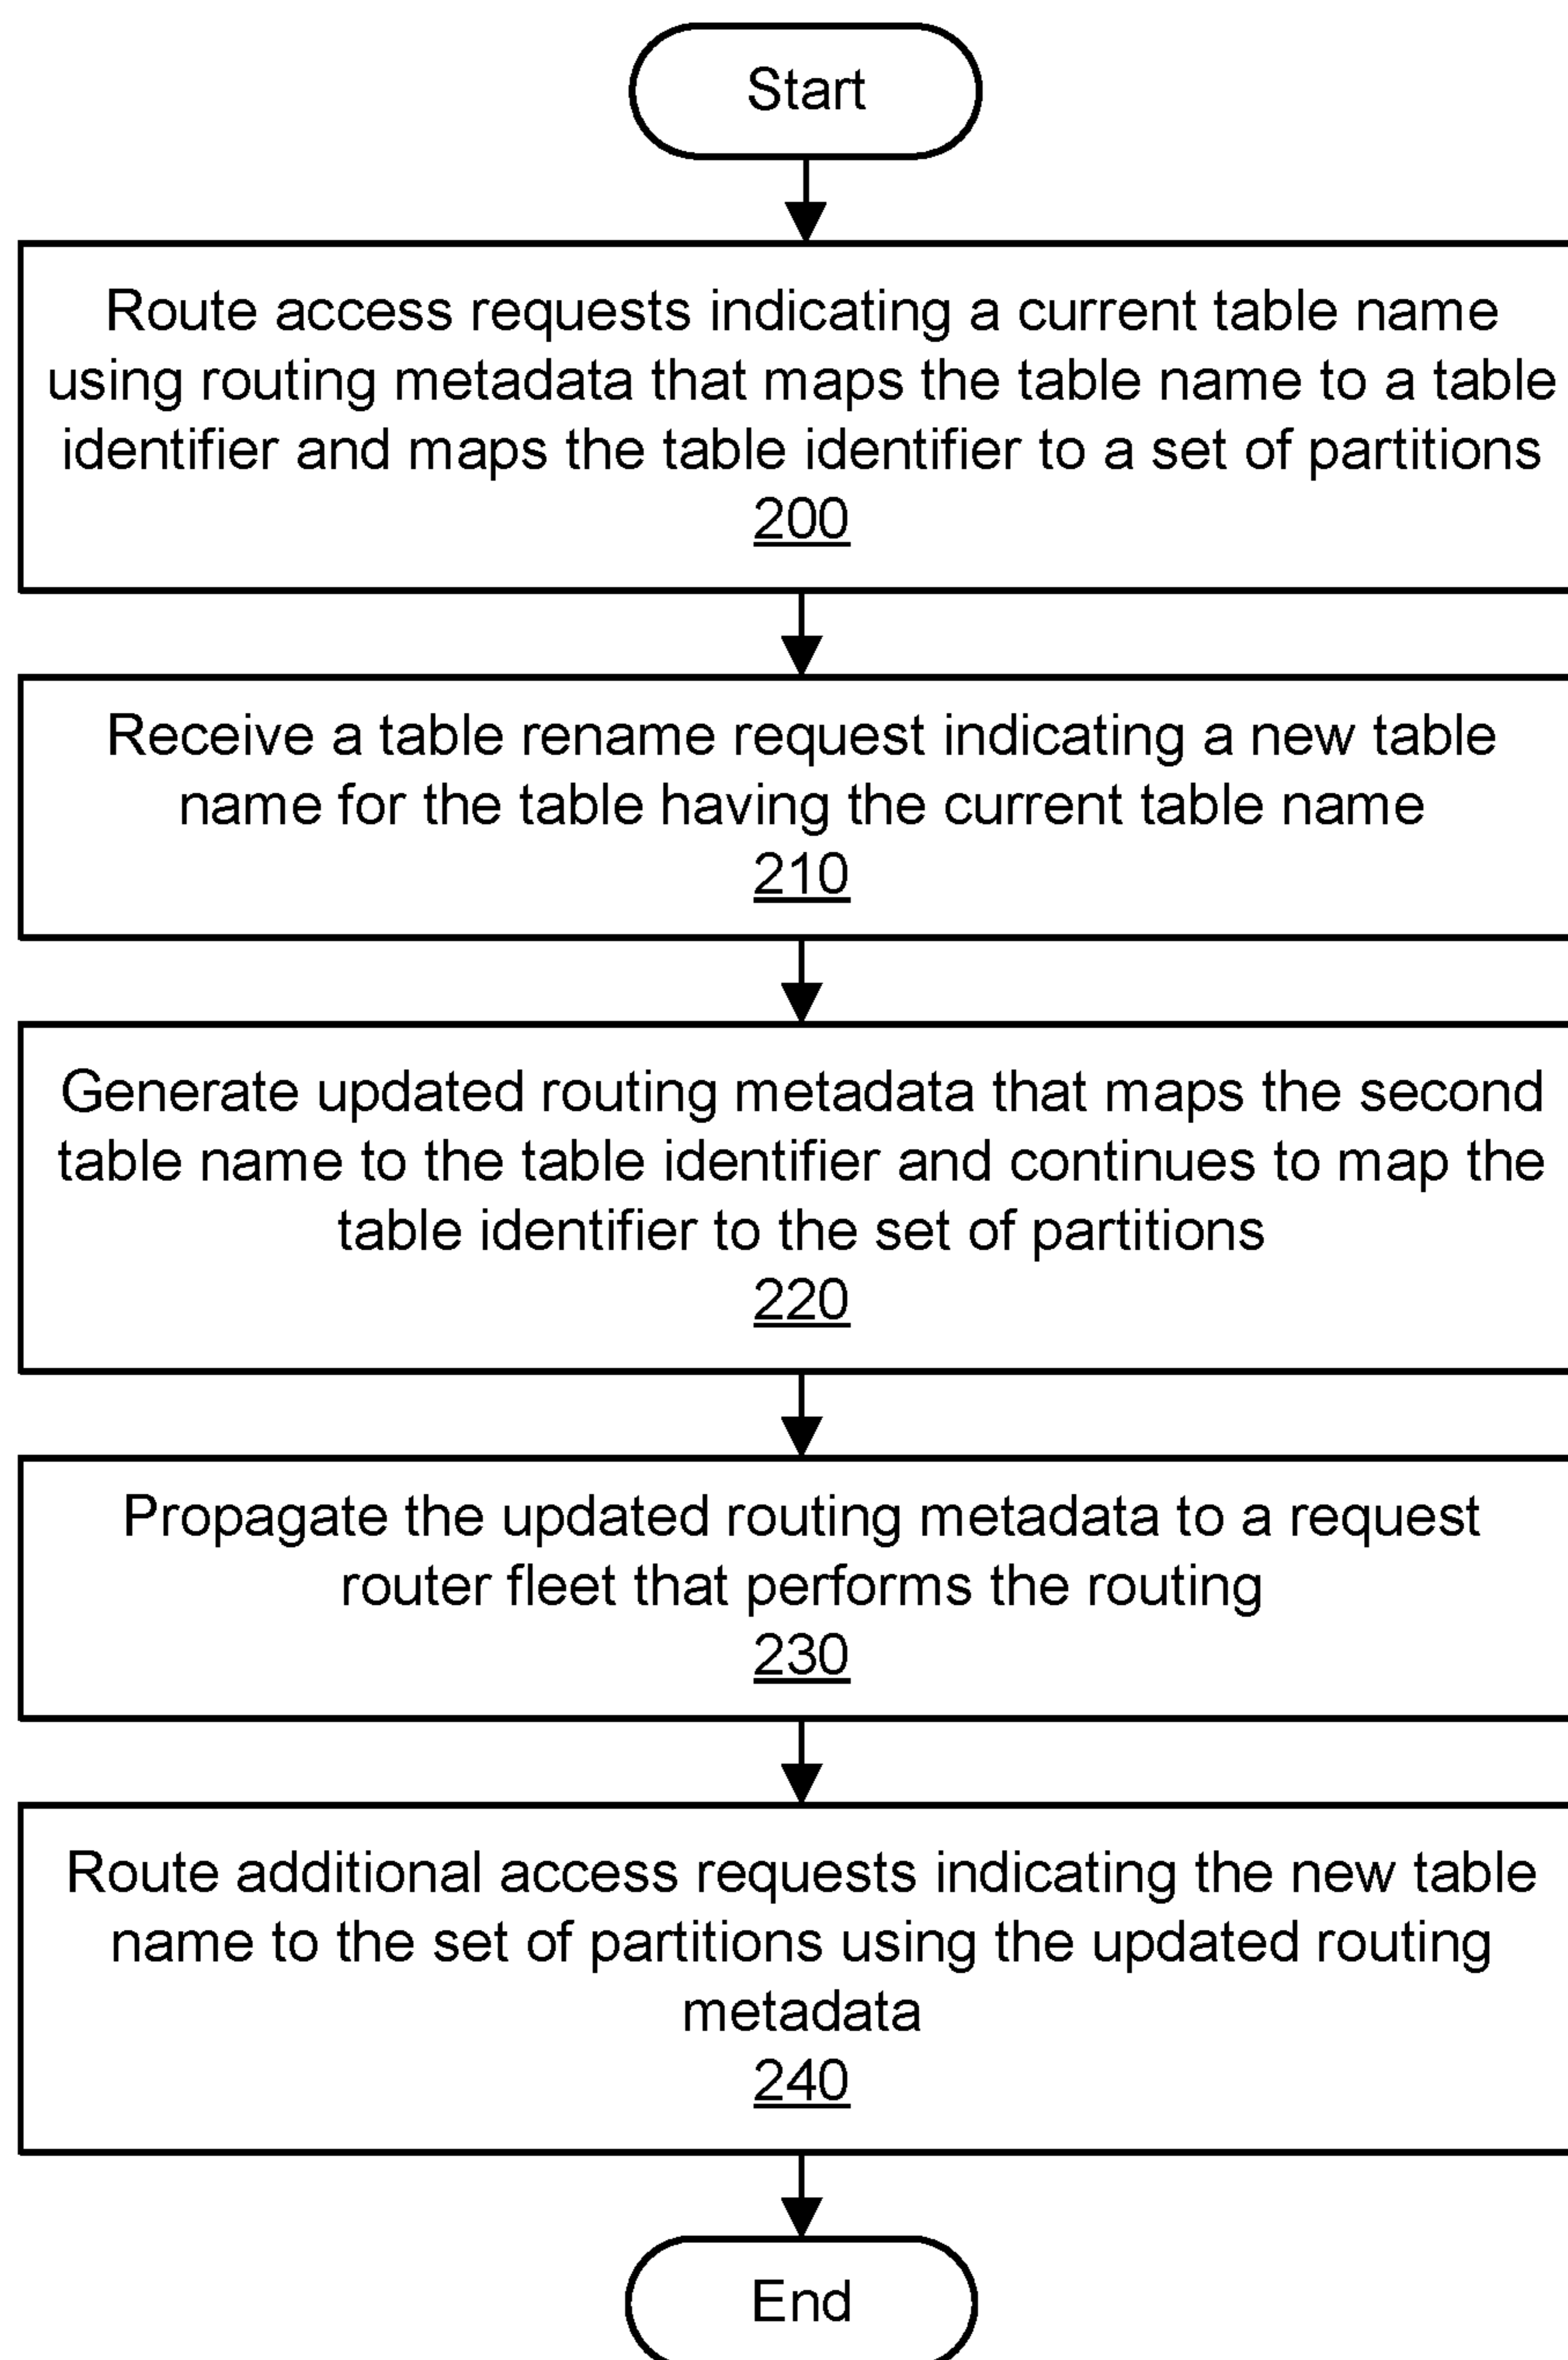 Start
Route access requests indicating a current table name
using routing metadata that maps the table name to a table
identifier and maps the table identifier to a set of partitions
200
Receive a table rename request indicating a new table
name for the table having the current table name
210
Generate updated routing metadata that maps the second
table name to the table identifier and continues to map the
table identifier to the set of partitions
220
Propagate the updated routing metadata to a request
router fleet that performs the routing
230
Route additional access requests indicating the new table
name to the set of partitions using the updated routing
metadata
240
End